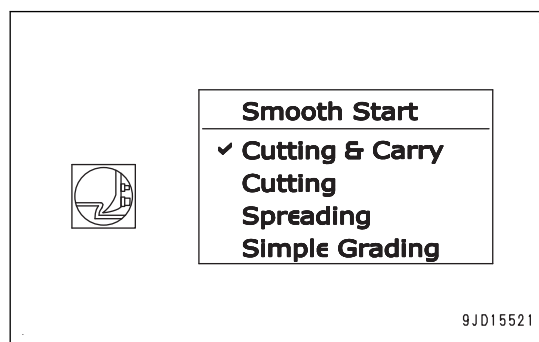 Smooth Start
✓ Cutting & Carry
Cutting
Spreading
Simple Grading
9JD15521